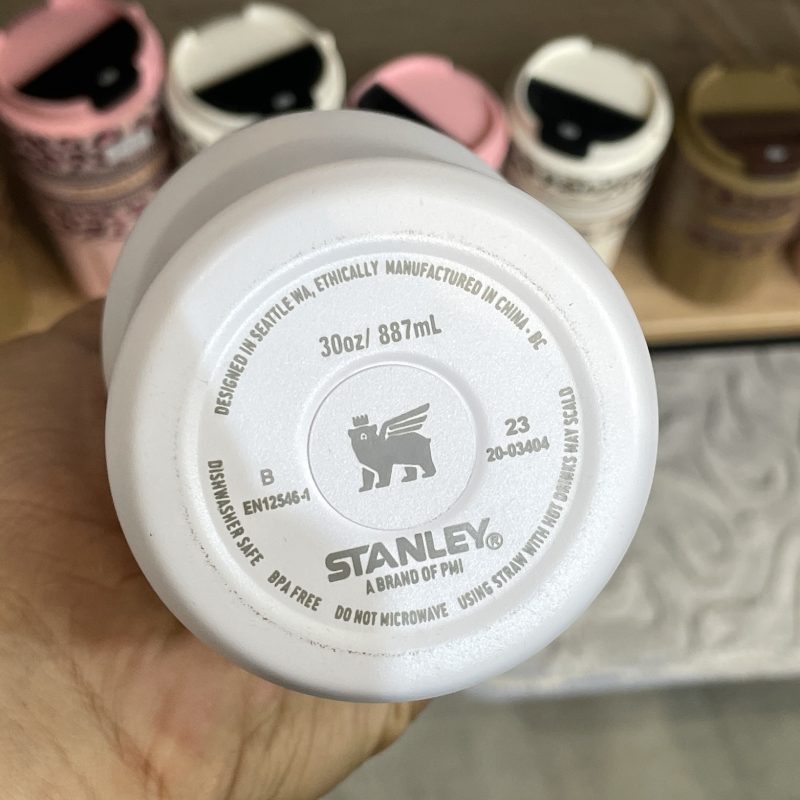 DESIGNED IN SEATTLE WA, ETHICALLY MANUFACTURED IN CHINA · DC
30oz/ 887mL
B
EN12546-1
23
20-03404
STANLEY®
A BRAND OF PMI
DISHWASHER SAFE BPA FREE DO NOT MICROWAVE USING STRAW WITH HOT DRINKS MAY SCALD